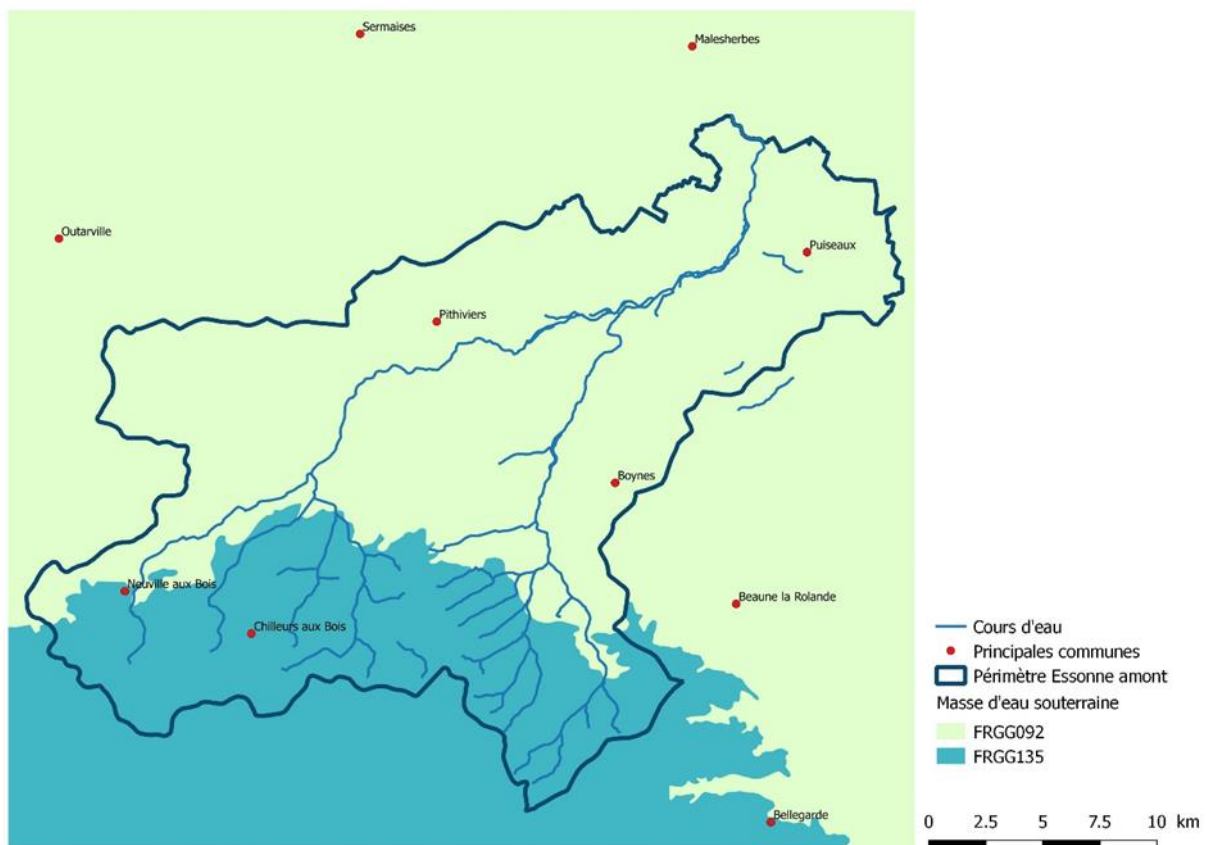 Sermaises
Malesherbes
Outarville
Puiseaux
Pithiviers
Boynes
Neuville aux Bois
Beaune la Rolande
Chilleurs aux Bois
Bellegarde
Cours d'eau
Principales communes
Périmètre Essonne amont
Masse d'eau souterraine
FRGG092
FRGG135
0 2.5 5 7.5 10 km